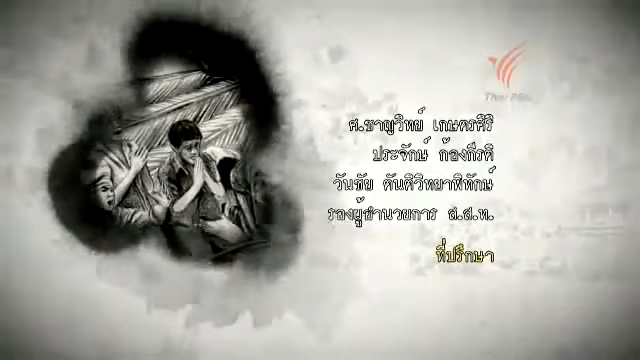 Thai PBS
ศ.ชาญวิทย์ เกษตรศิริ
ประจักษ์ ก้องกีรติ
วันชัย ตันติวิทยาพิทักษ์
รองผู้อำนวยการ ส.ส.ท.
ที่ปรึกษา